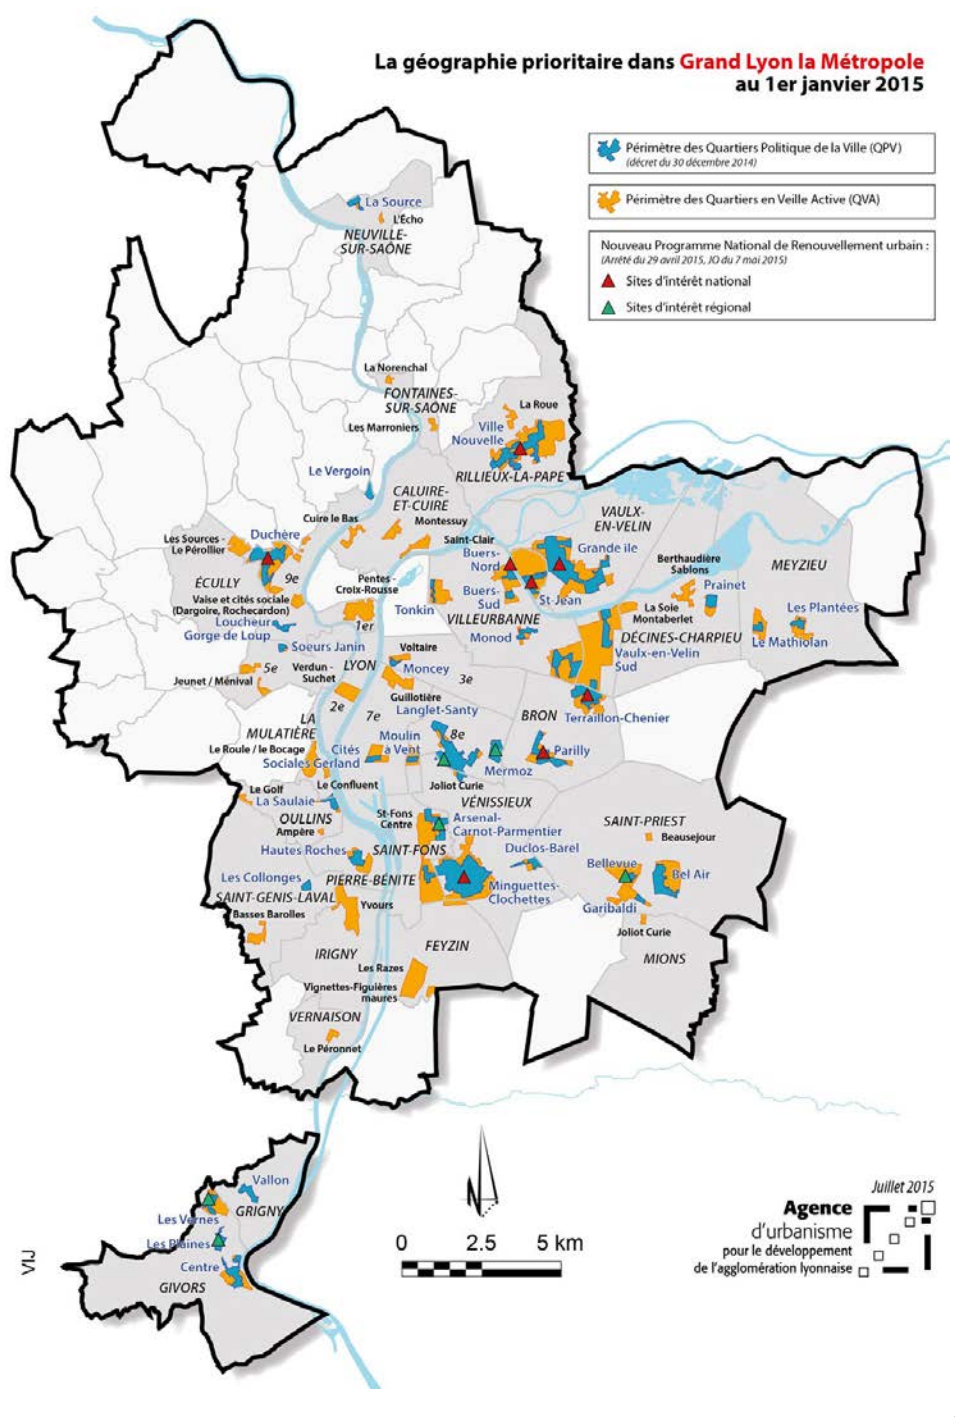 La géographie prioritaire dans Grand Lyon la Métropole
au 1er janvier 2015
Périmètre des Quartiers Politique de la Ville (QPV)
(décret du 30 décembre 2014)
Périmètre des Quartiers en Veille Active (QVA)
Nouveau Programme National de Renouvellement urbain :
(Arrêté du 29 avril 2015, JO du 7 mai 2015)
Sites d'intérêt national
Sites d'intérêt régional
La Source
L'Écho
NEUVILLE-
SUR-SAÔNE
La Norenchal
FONTAINES-
SUR-SAÔNE
Les Marroniers
La Roue
Ville
Nouvelle
RILLIEUX-LA-PAPE
Le Vergoin
CALUIRE-
ET-CUIRE
Cuire le Bas
Montessuy
VAULX-
EN-VELIN
Les Sources -
Le Pérollier
Duchère
Saint-Clair
Buers-
Nord
Grande ile
Berthaudière
Sablons
MEYZIEU
ÉCULLY
9e
Pentes -
Croix-Rousse
Prainet
Vaise et cités sociale
(Dargoire, Rochecardon)
Tonkin
Buers-
Sud
St-Jean
La Soie
Montaberlet
Les Plantées
Loucheur
Gorge de Loup
1er
VILLEURBANNE
Monod
DÉCINES-CHARPIEU
Le Mathiolan
Soeurs Janin
Voltaire
Vaulx-en-Velin
Sud
5e
Jeunet / Ménival
Verdun -
Suchet
LYON
Moncey
3e
Guillotière
2e
7e
Langlet-Santy
BRON
Terraillon-Chenier
LA
MULATIÈRE
Moulin
à Vent
8e
Le Roule / le Bocage
Cités
Sociales Gerland
Parilly
Mermoz
Le Golf
Le Confluent
Joliot Curie
La Saulaie
VÉNISSIEUX
OULLINS
Ampère
St-Fons
Centre
Arsenal-
Carnot-Parmentier
SAINT-PRIEST
Beausejour
Hautes Roches
SAINT-FONS
Duclos-Barel
Bellevue
Les Collonges
PIERRE-BÉNITE
Minguettes-
Clochettes
Bel Air
SAINT-GENIS-LAVAL
Yvours
Garibaldi
Basses Barolles
Joliot Curie
IRIGNY
FEYZIN
MIONS
Les Razes
Vignettes-Figuières
maures
VERNAISON
Le Péronnet
Vallon
GRIGNY
Les Vernes
Les Plaines
Centre
GIVORS
VIJ
N
0 2.5 5 km
Juillet 2015
Agence
d'urbanisme
pour le développement
de l'agglomération lyonnaise